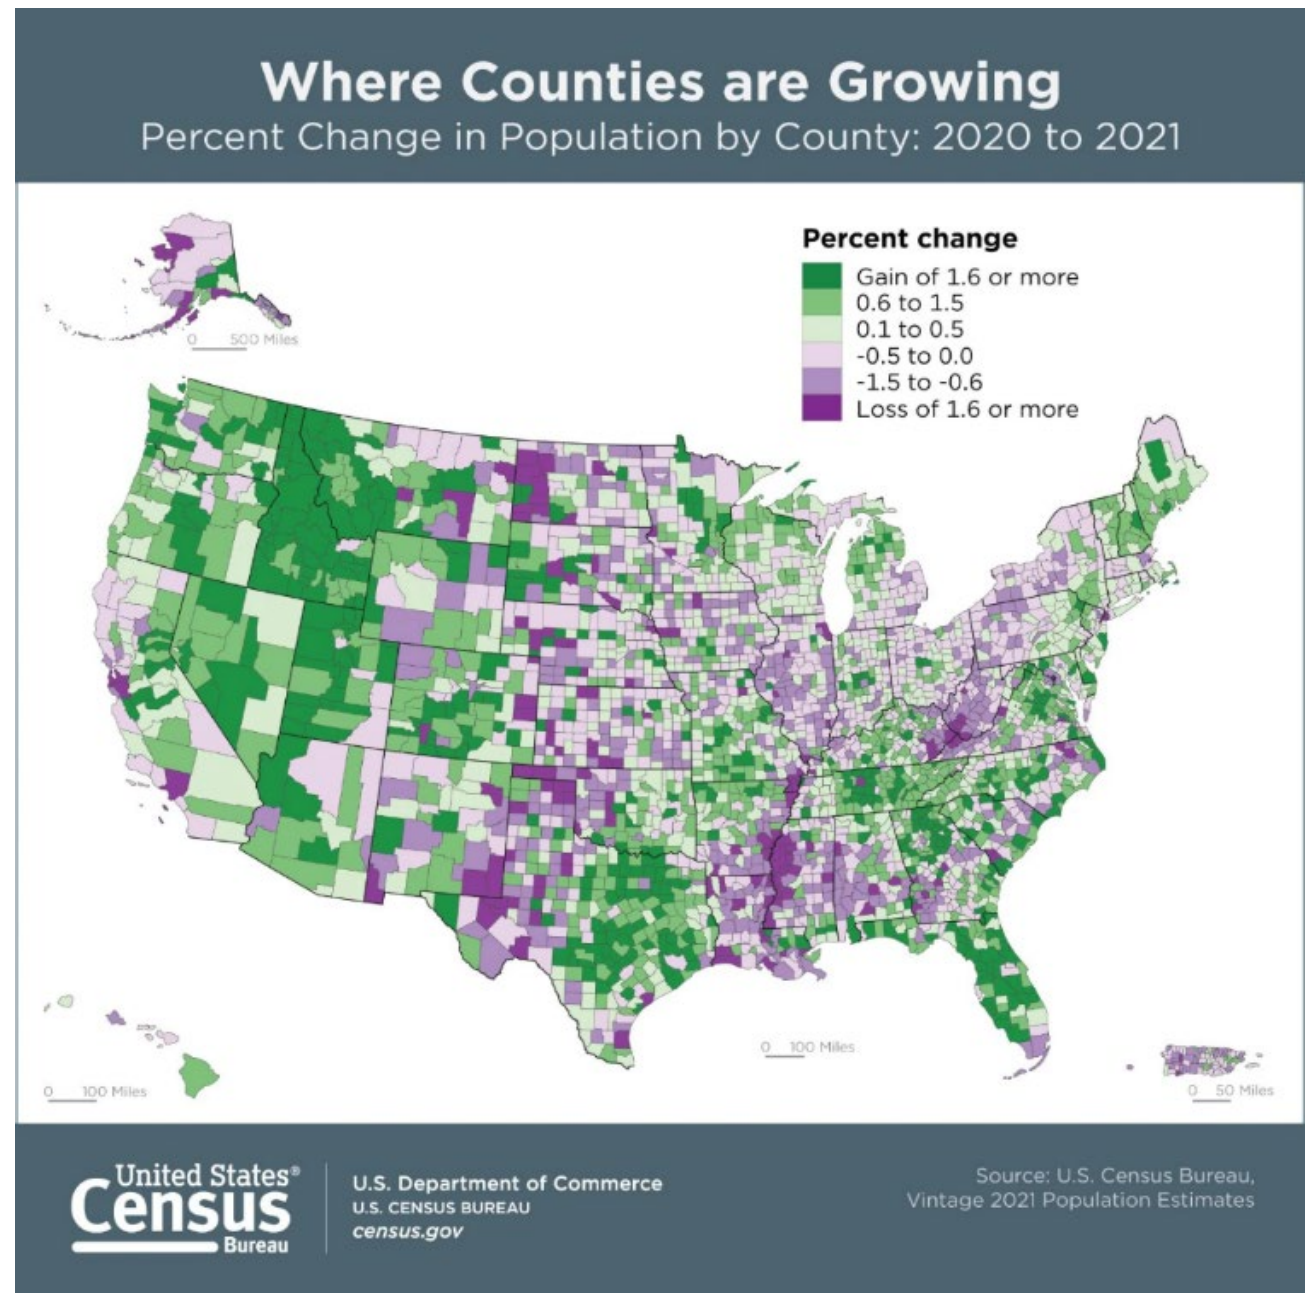 Where Counties are Growing
Percent Change in Population by County: 2020 to 2021
Percent change
Gain of 1.6 or more
0.6 to 1.5
0.1 to 0.5
-0.5 to 0.0
-1.5 to -0.6
Loss of 1.6 or more
0 500 Miles
0 100 Miles
0 100 Miles
0 50 Miles
United States®
Census
Bureau
U.S. Department of Commerce
U.S. CENSUS BUREAU
census.gov
Source: U.S. Census Bureau,
Vintage 2021 Population Estimates